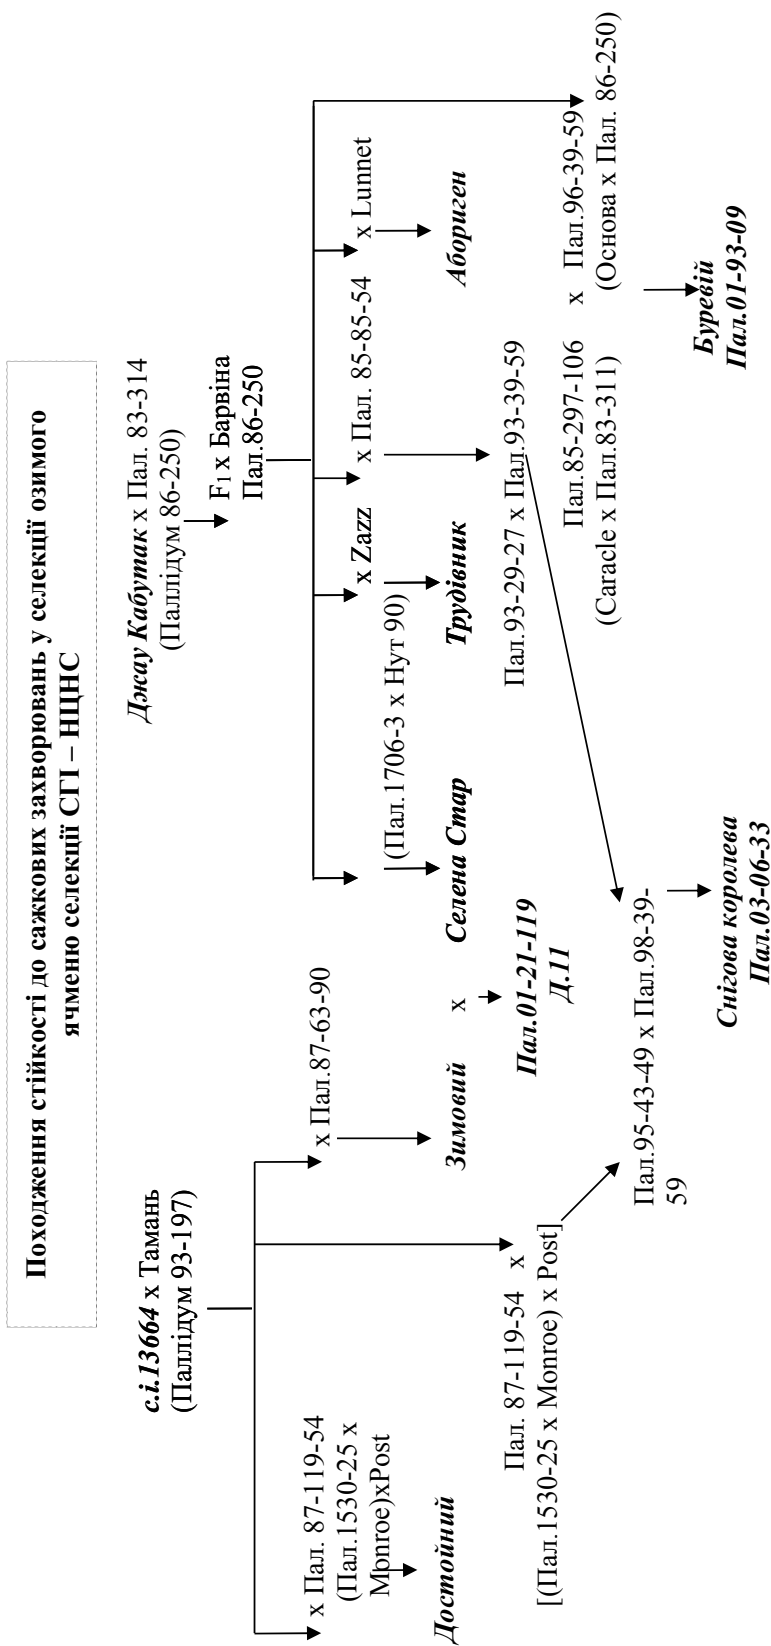 Походження стійкості до сажкових захворювань у селекції озимого
ячменю селекції СГІ – НЦНС
с.і.13664 х Тамань
(Паллідум 93-197)
Джау Кабутак х Пал. 83-314
(Паллідум 86-250)
F1 х Барвіна
Пал.86-250
х Пал. 87-119-54
(Пал.1530-25 х
Monroe)xPost
Достойний
х Пал.87-63-90
Зимовий
х
Селена Стар
(Пал.1706-3 х Нут 90)
х Zazz
Трудівник
х Пал. 85-85-54
х Lunnet
Абориген
Пал.01-21-119
Д.11
Пал. 87-119-54 х
[(Пал.1530-25 х Monroe) х Post]
Пал.93-29-27 х Пал.93-39-59
Пал.85-297-106 х Пал.96-39-59
(Caracle х Пал.83-311)
(Основа х Пал. 86-250)
Пал.95-43-49 х Пал.98-39-
59
Снігова королева
Пал.03-06-33
Буревій
Пал.01-93-09